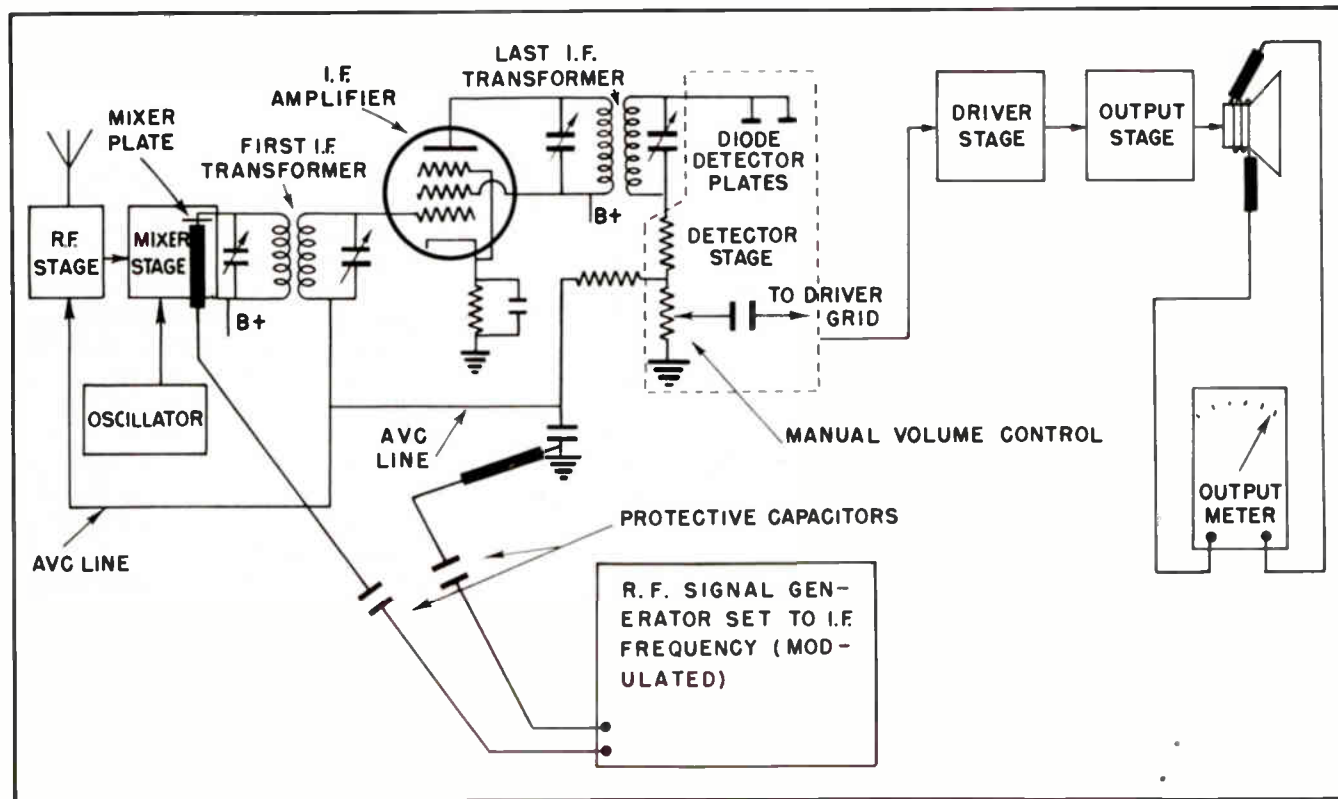 LAST I.F.
TRANSFORMER
I.F.
AMPLIFIER
MIXER
PLATE
FIRST I.F.
TRANSFORMER
DIODE
DETECTOR
PLATES
DRIVER
STAGE
OUTPUT
STAGE
R.F.
STAGE
MIXER
STAGE
B+
B+
DETECTOR
STAGE
TO DRIVER
GRID
OSCILLATOR
AVC
LINE
MANUAL VOLUME CONTROL
OUTPUT
METER
PROTECTIVE CAPACITORS
AVC LINE
R.F. SIGNAL GEN-
ERATOR SET TO I.F.
FREQUENCY (MOD-
ULATED)